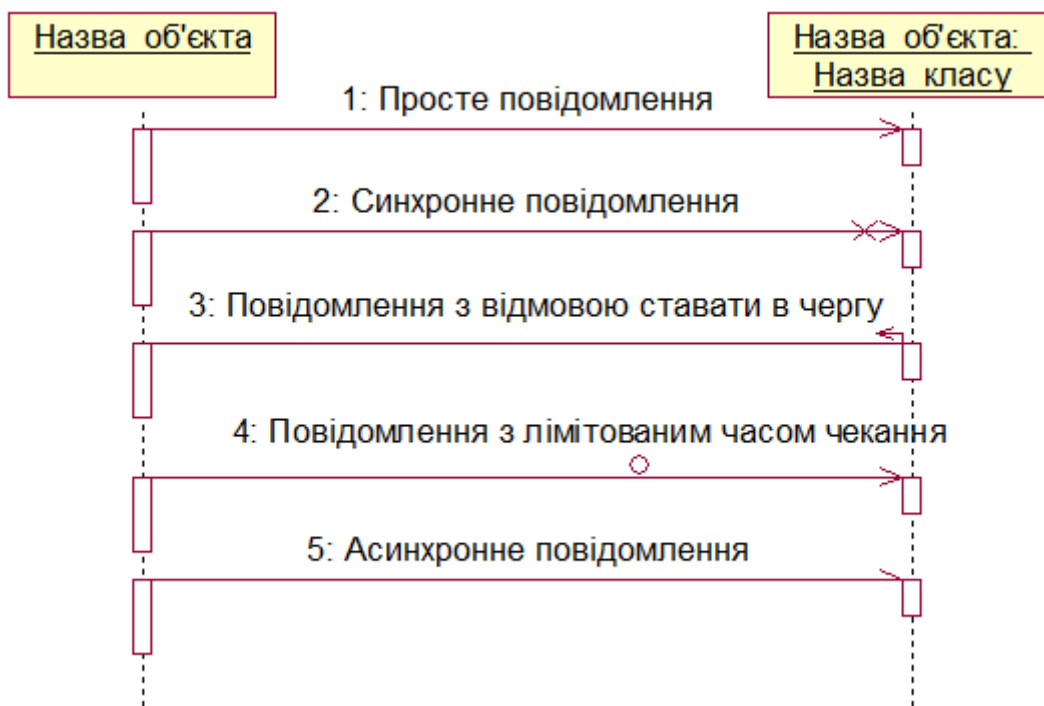 Назва об'єкта
Назва об'єкта:
Назва класу
1: Просте повідомлення
2: Синхронне повідомлення
3: Повідомлення з відмовою ставати в чергу
4: Повідомлення з лімітованим часом чекання
5: Асинхронне повідомлення